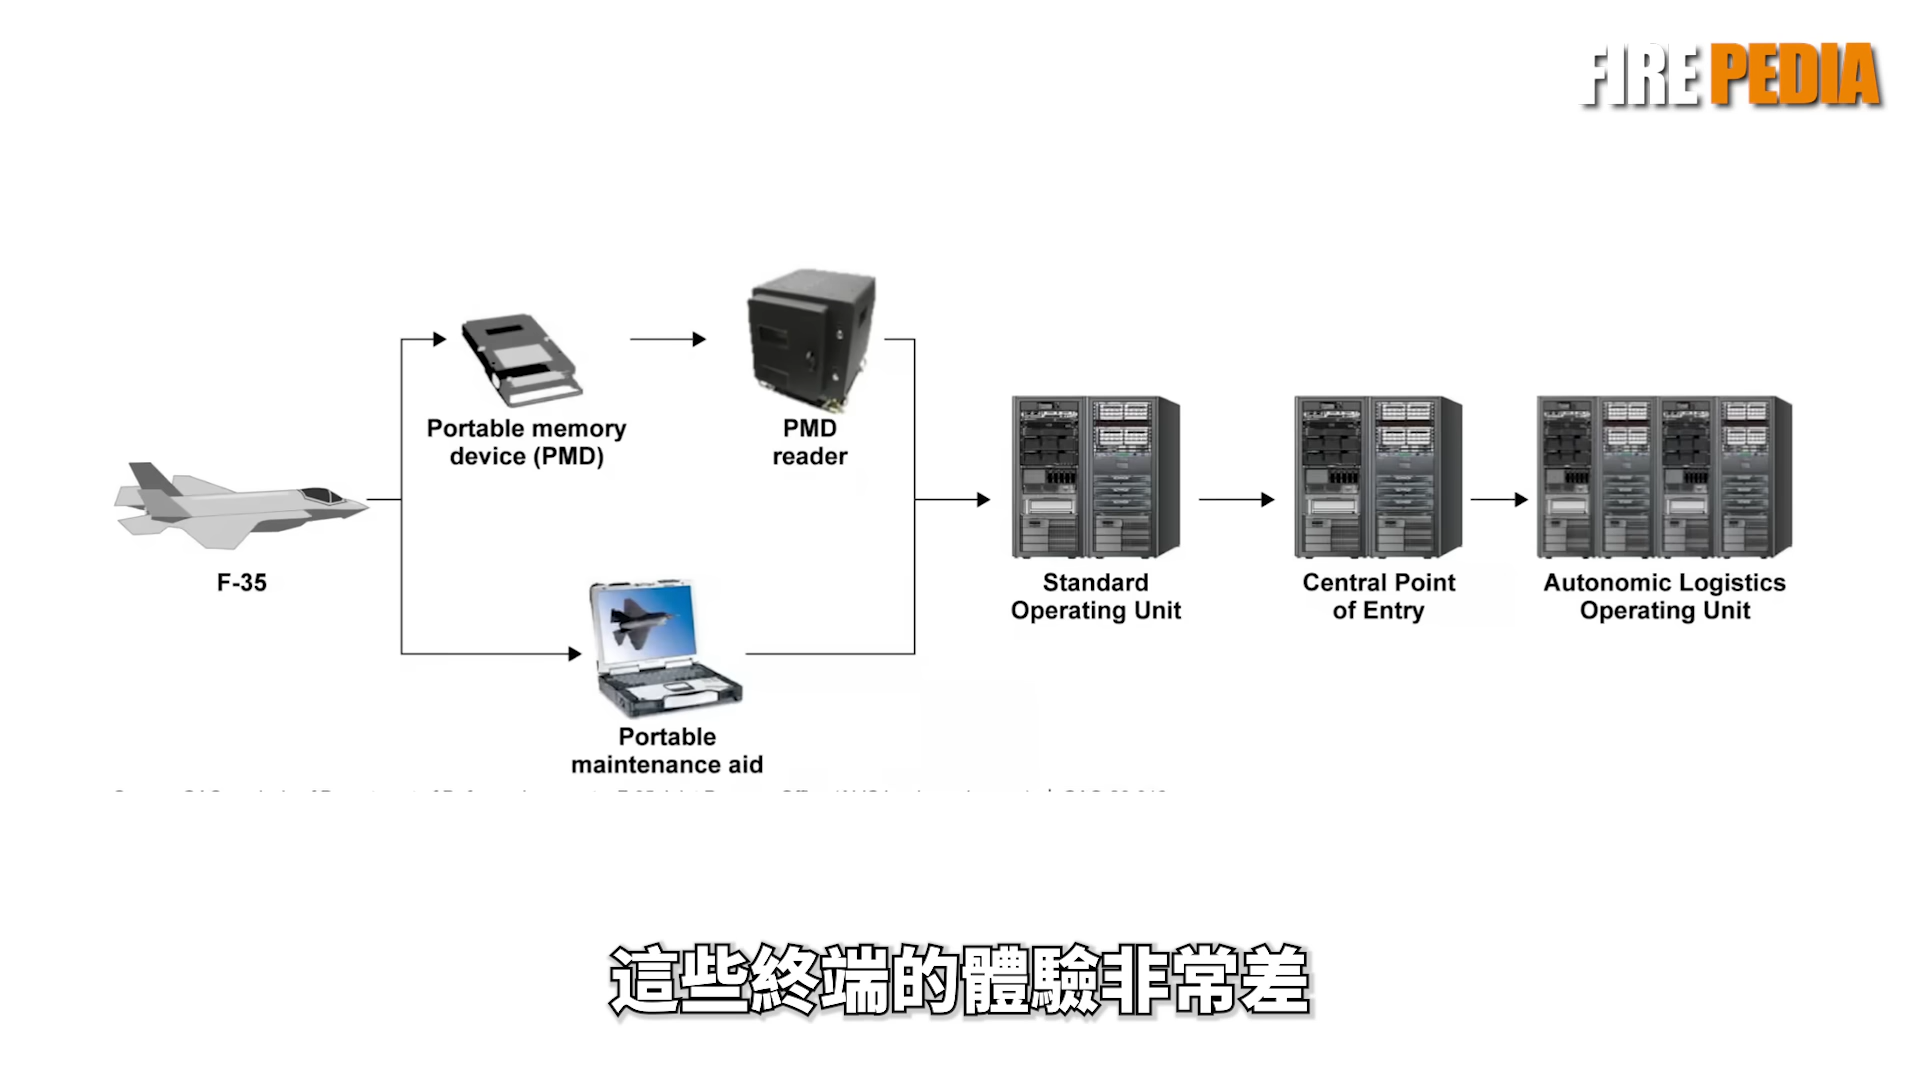 FIRE PEDIA
Portable memory
device (PMD)
PMD
reader
F-35
Standard
Operating Unit
Central Point
of Entry
Autonomic Logistics
Operating Unit
Portable
maintenance aid
這些終端的體驗非常差